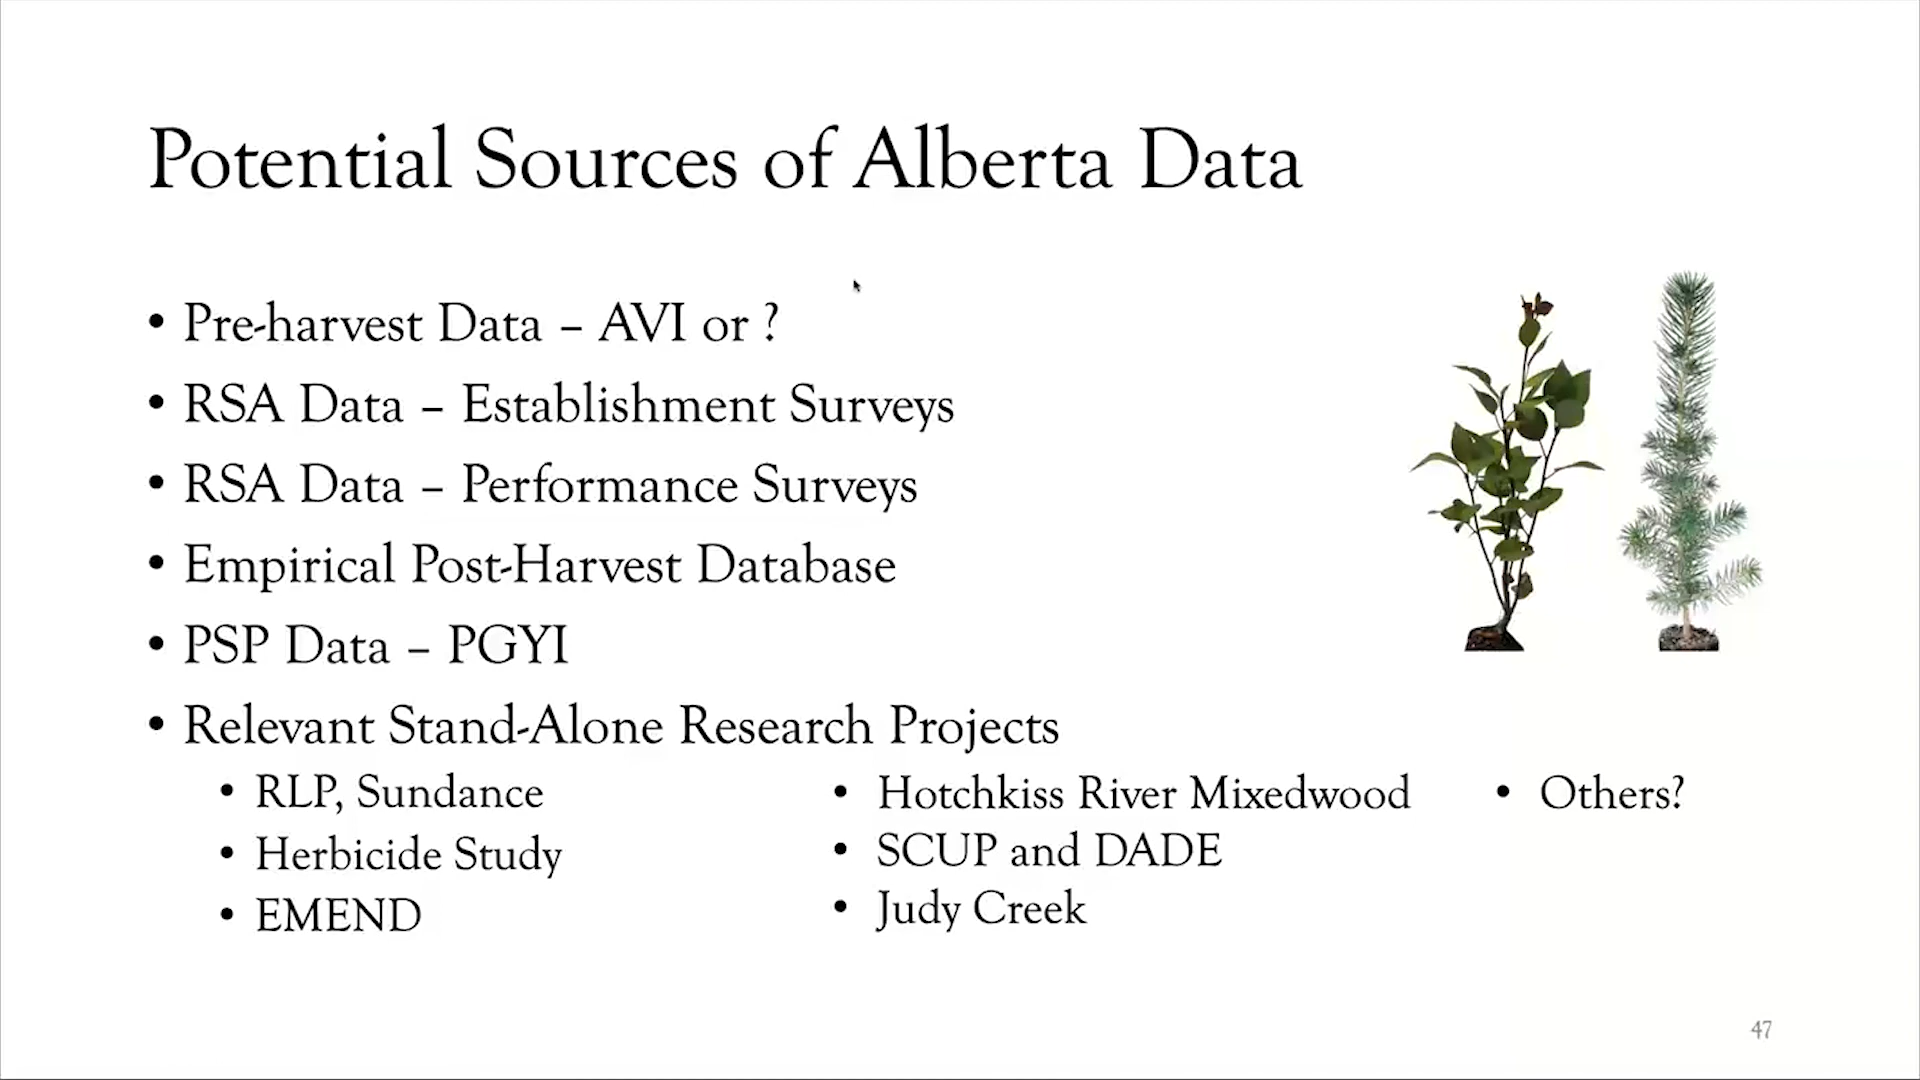 Potential Sources of Alberta Data
• Pre-harvest Data – AVI or ?
• RSA Data – Establishment Surveys
• RSA Data – Performance Surveys
• Empirical Post-Harvest Database
• PSP Data – PGYI
• Relevant Stand-Alone Research Projects
• RLP, Sundance
• Herbicide Study
• EMEND
• Hotchkiss River Mixedwood
• SCUP and DADE
• Judy Creek
• Others?
47